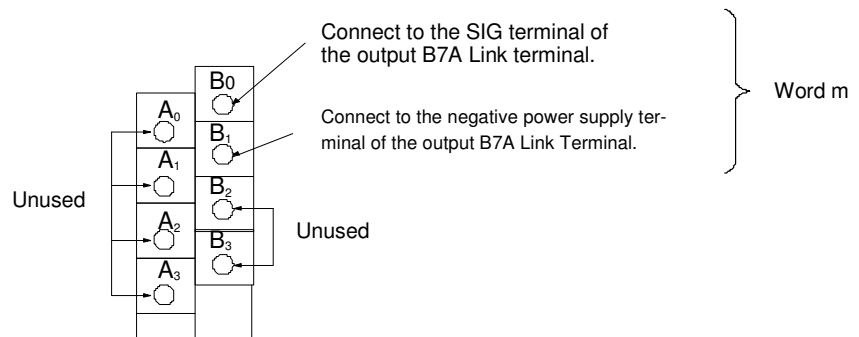 Connect to the SIG terminal of
the output B7A Link terminal.
Word m
B0
A0
Connect to the negative power supply ter-
minal of the output B7A Link Terminal.
B1
A1
Unused
B2
A2
Unused
B3
A3